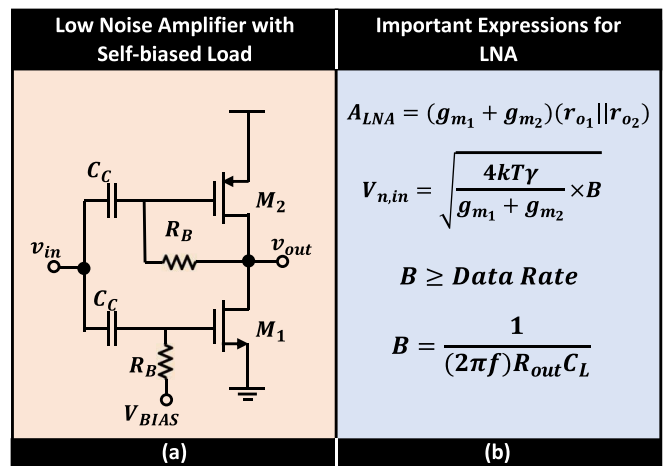 Low Noise Amplifier with
Self-biased Load
Important Expressions for
LNA
C_C
M_2
R_B
v_in
v_out
C_C
M_1
R_B
V_BIAS
(a)
A_LNA = (g_m1 + g_m2)(r_o1||r_o2)
V_n,in = √(4kTγ / (g_m1 + g_m2) × B)
B ≥ Data Rate
B = 1 / ((2πf)R_out C_L)
(b)